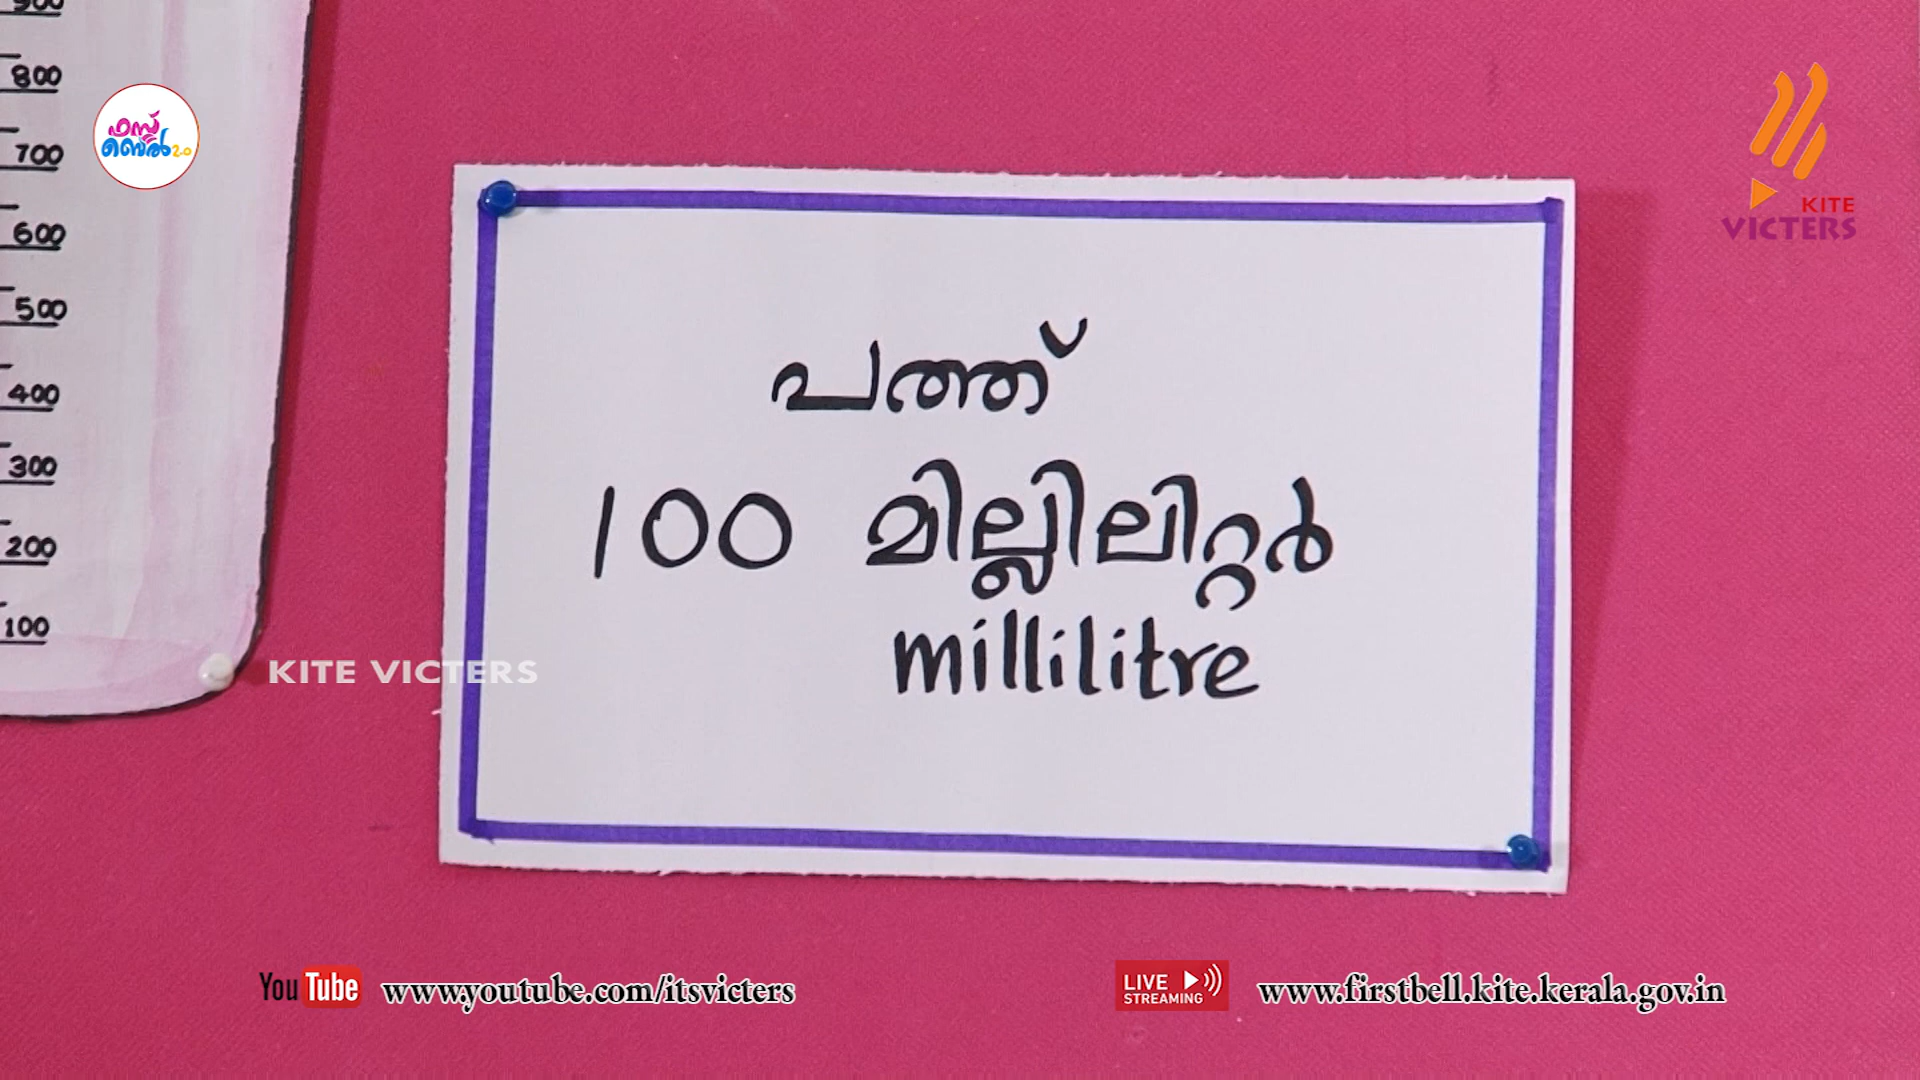 900
800
700
600
500
400
300
200
100
ഫസ്റ്റ്
ബെൽ 2.0
KITE
VICTERS
പത്ത്
100 മില്ലിലിറ്റർ
millilitre
KITE VICTERS
YouTube www.youtube.com/itsvicters
LIVE STREAMING www.firstbell.kite.kerala.gov.in